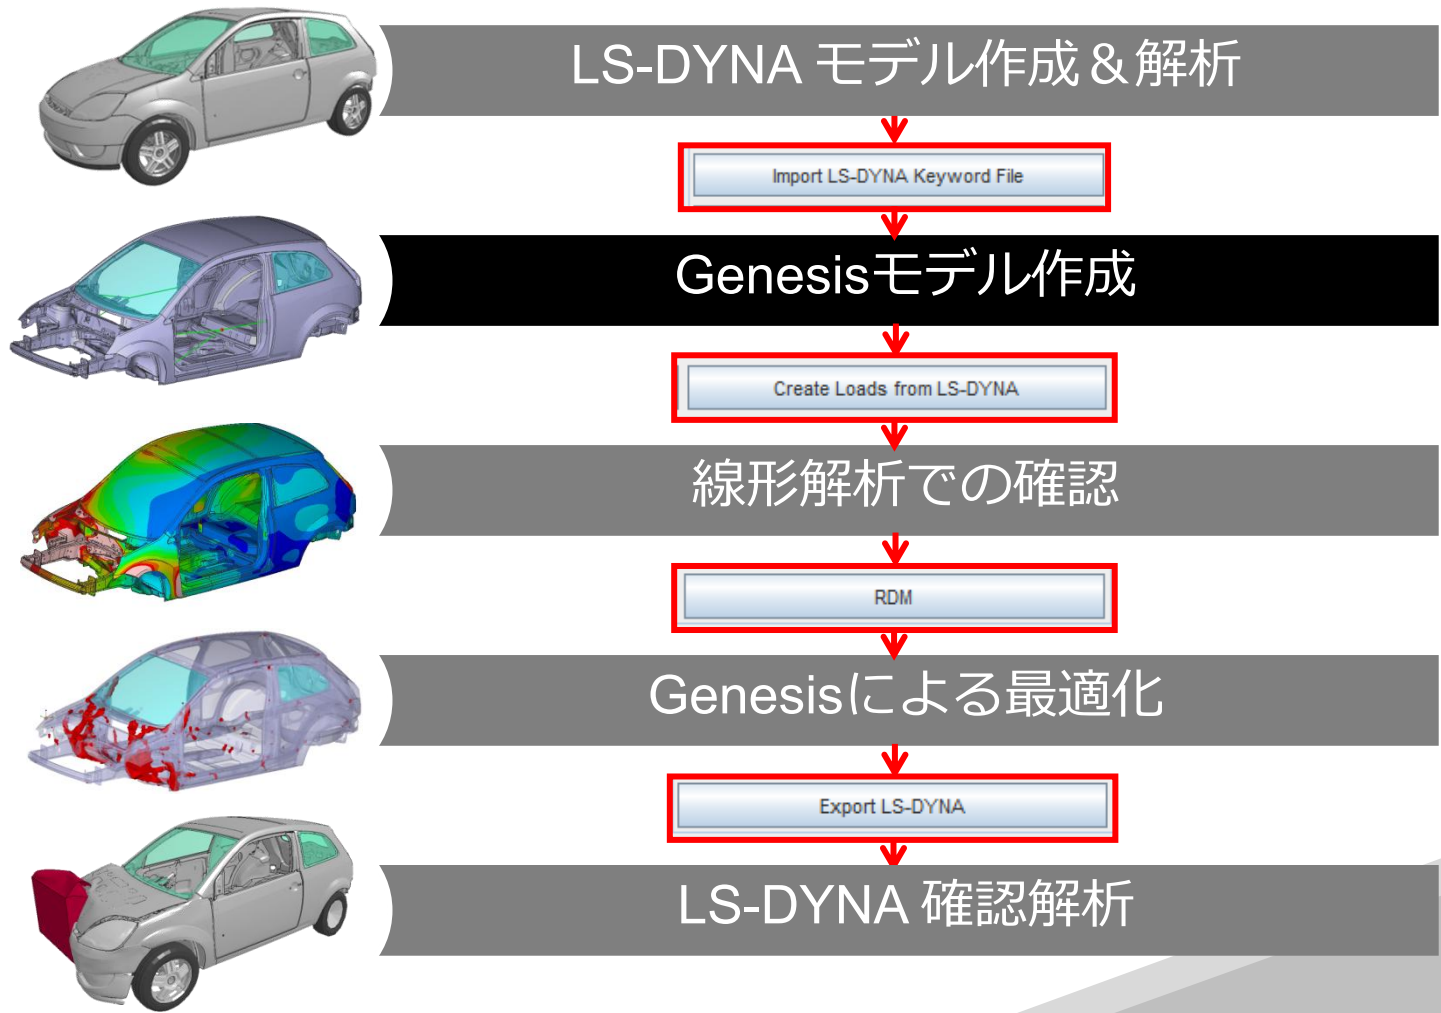 LS-DYNA モデル作成＆解析
Import LS-DYNA Keyword File
Genesisモデル作成
Create Loads from LS-DYNA
線形解析での確認
RDM
Genesisによる最適化
Export LS-DYNA
LS-DYNA 確認解析